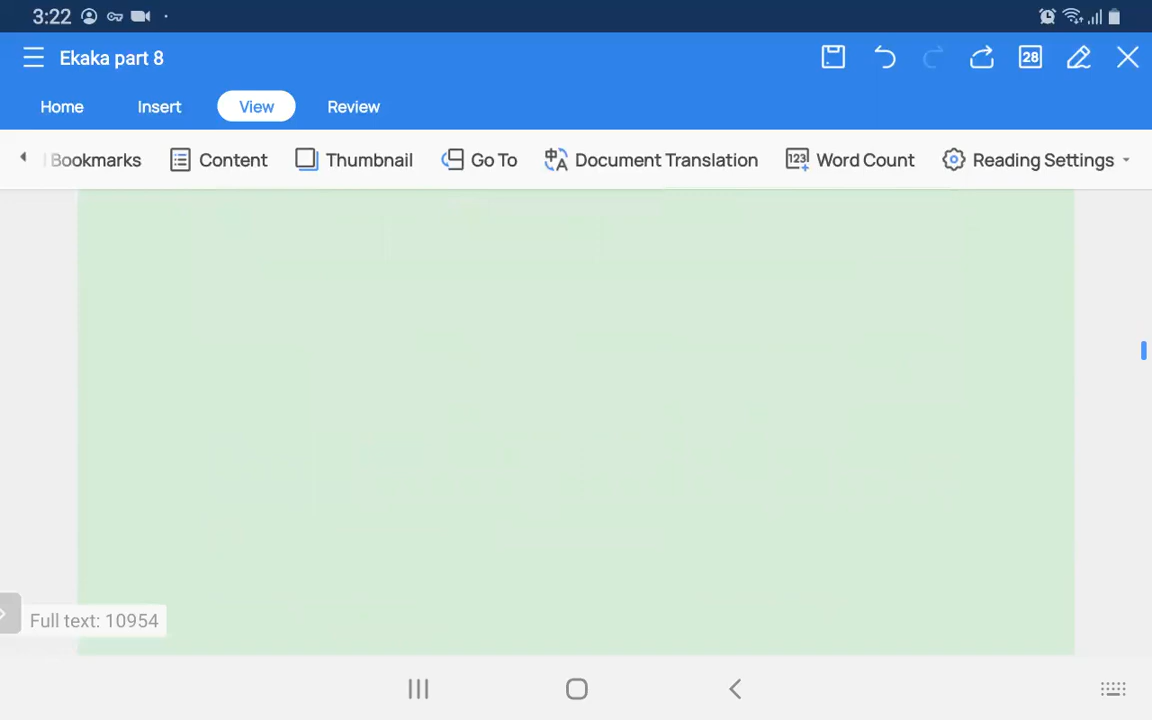 3:22
Ekaka part 8
28
Home Insert View Review
Bookmarks Content Thumbnail Go To Document Translation 123 Word Count Reading Settings
Full text: 10954